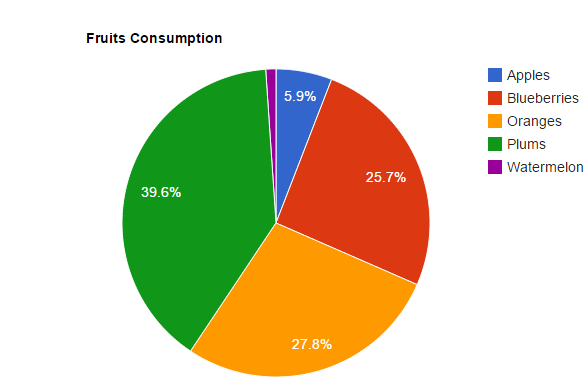 Fruits Consumption
5.9%
25.7%
27.8%
39.6%
Apples
Blueberries
Oranges
Plums
Watermelon